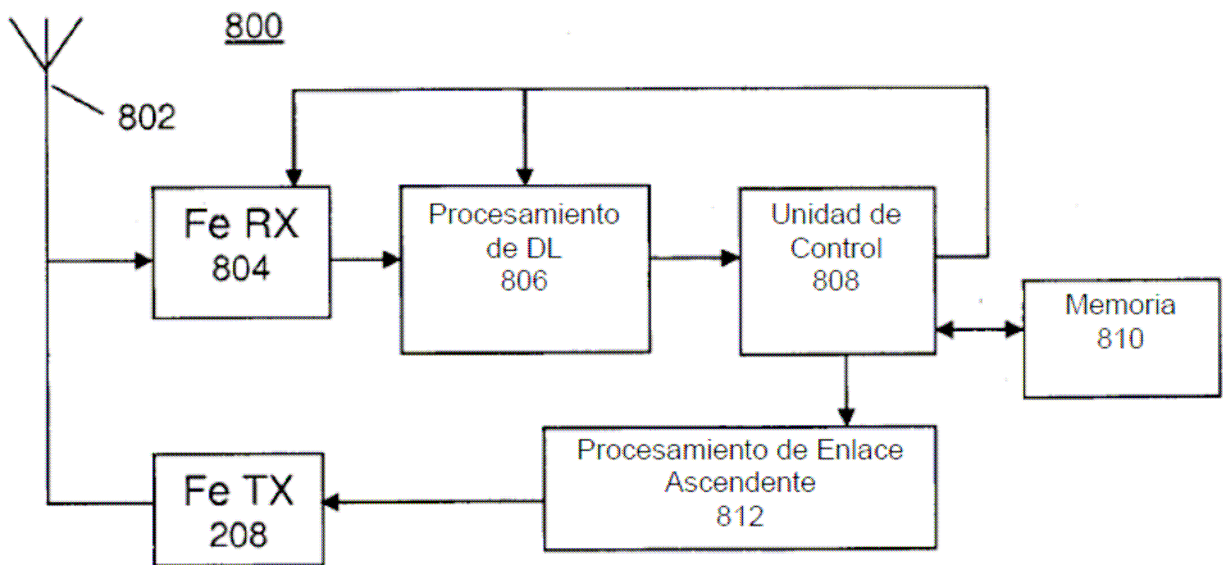 800
802
Fe RX
804
Procesamiento
de DL
806
Unidad de
Control
808
Memoria
810
Procesamiento de Enlace
Ascendente
812
Fe TX
208